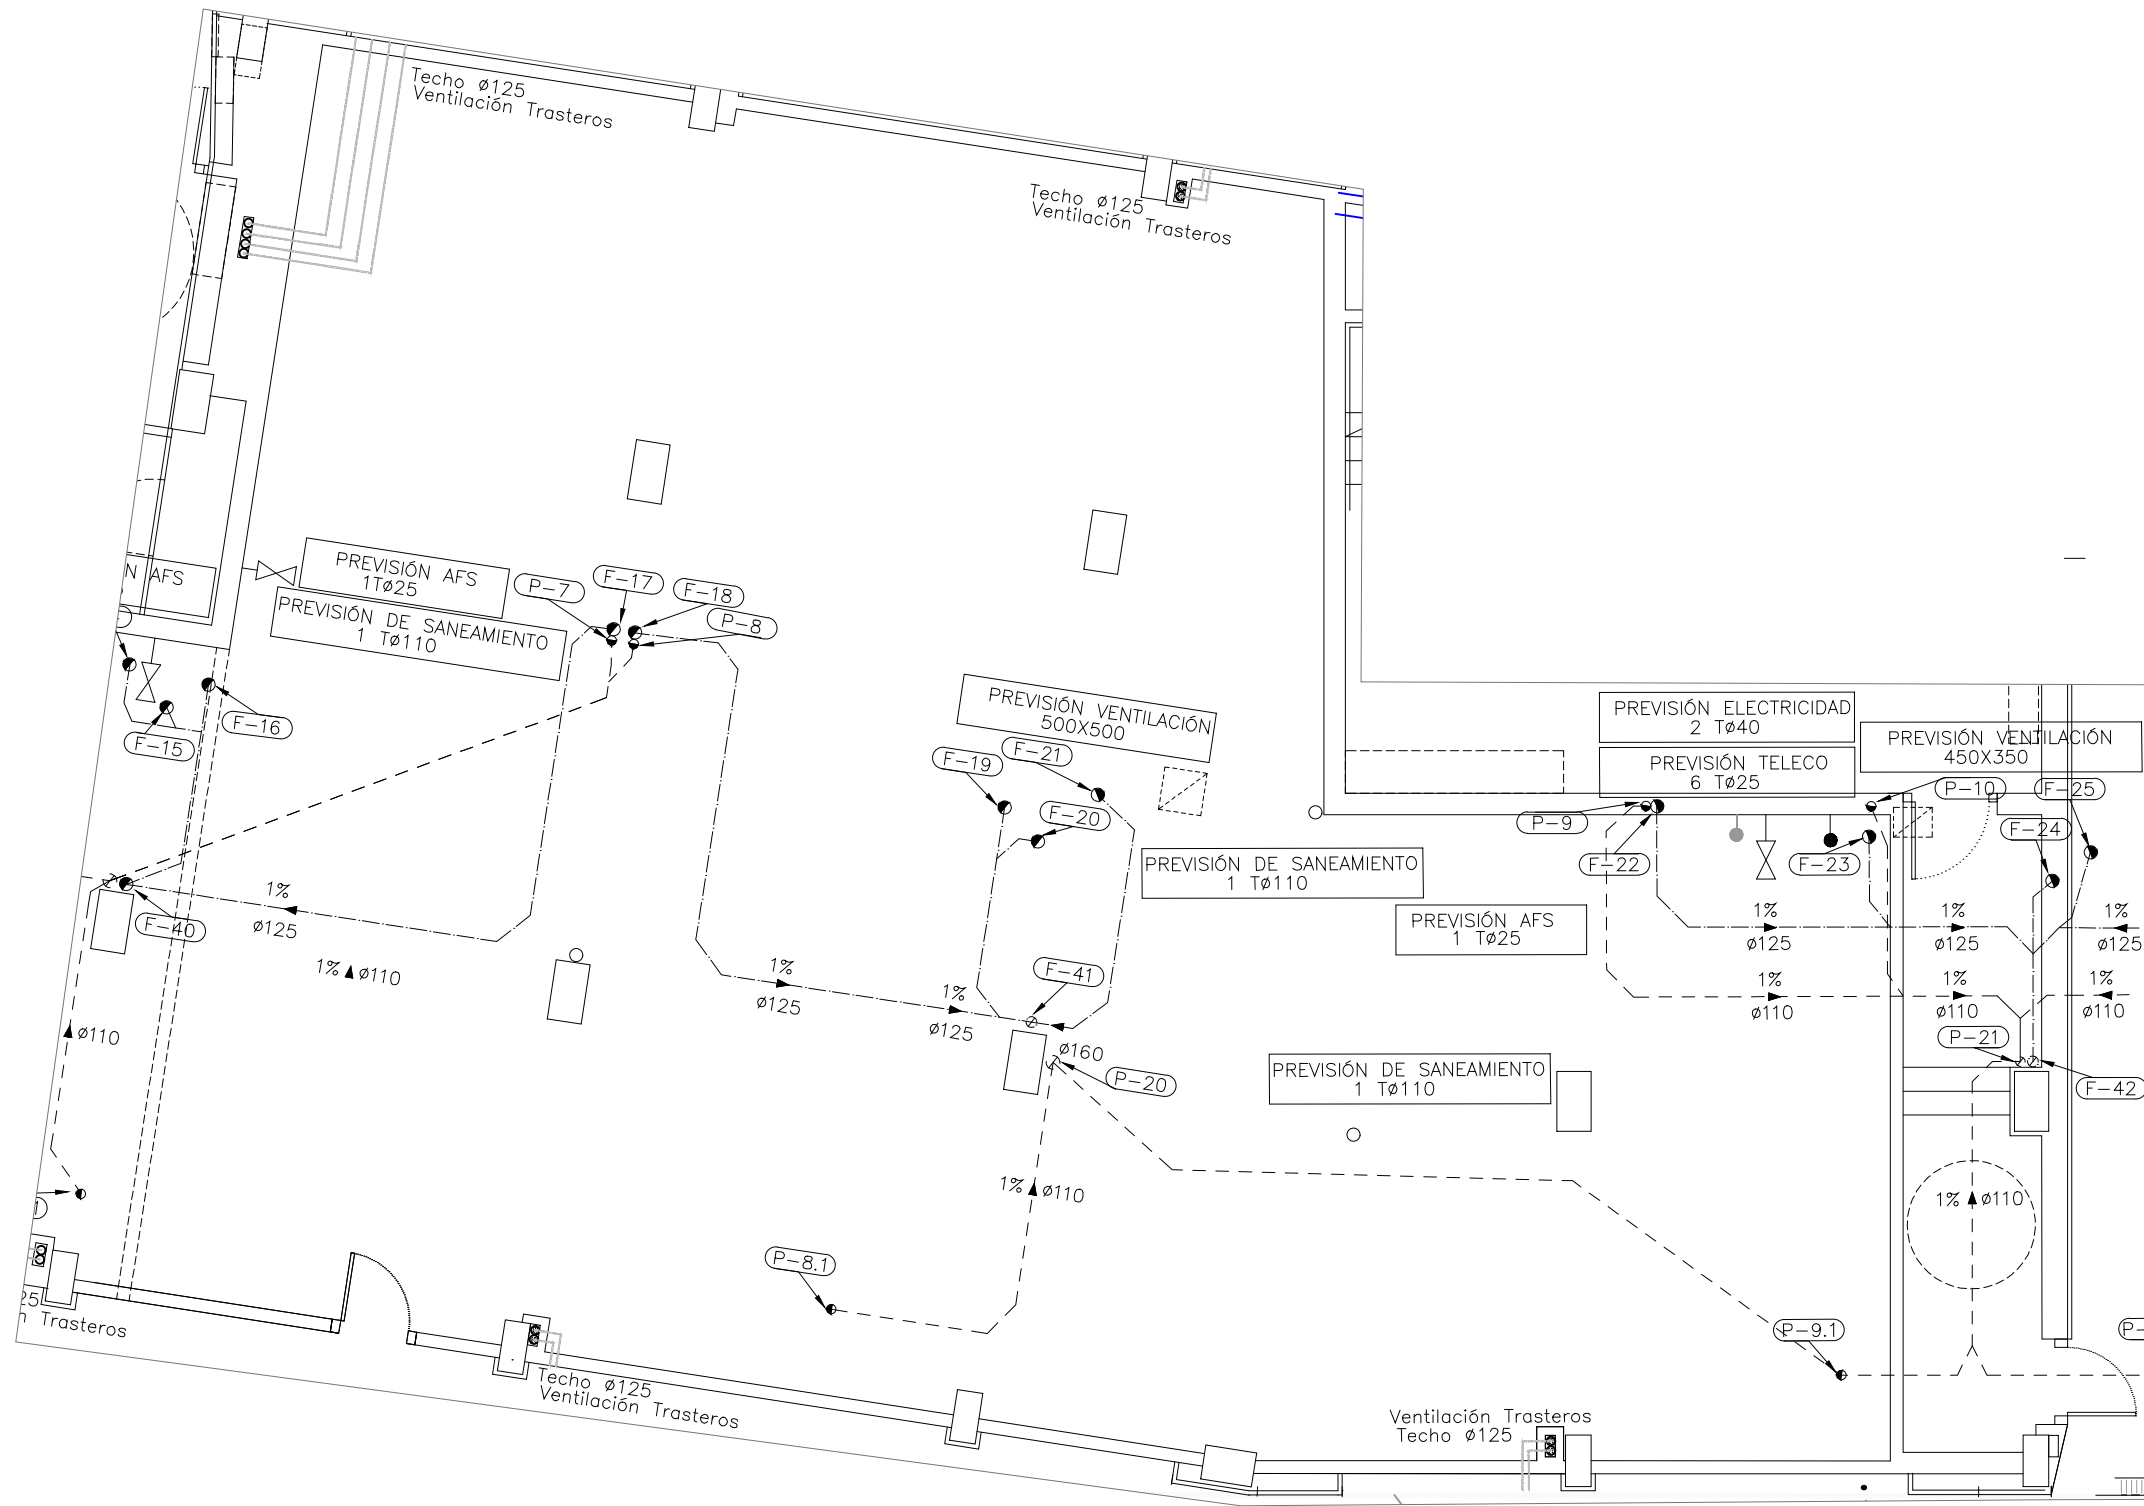 Techo ø125
Ventilación Trasteros
Techo ø125
Ventilación Trasteros
N AFS
PREVISIÓN AFS
1Tø25
PREVISIÓN DE SANEAMIENTO
1 Tø110
P-7
F-17
F-18
P-8
F-16
F-15
PREVISIÓN VENTILACIÓN
500X500
F-19
F-21
F-20
PREVISIÓN ELECTRICIDAD
2 Tø40
PREVISIÓN TELECO
6 Tø25
PREVISIÓN VENTILACIÓN
450X350
P-9
F-22
F-23
P-10
F-25
F-24
PREVISIÓN DE SANEAMIENTO
1 Tø110
PREVISIÓN AFS
1 Tø25
F-40
1%
ø125
1% ø110
ø110
1%
ø125
1%
ø125
F-41
ø160
P-20
1%
ø125
1%
ø125
1%
ø125
1%
ø110
1%
ø110
1%
ø110
P-21
F-42
PREVISIÓN DE SANEAMIENTO
1 Tø110
1% ø110
1% ø110
P-8.1
P-9.1
P-
1
25
n Trasteros
Techo ø125
Ventilación Trasteros
Ventilación Trasteros
Techo ø125